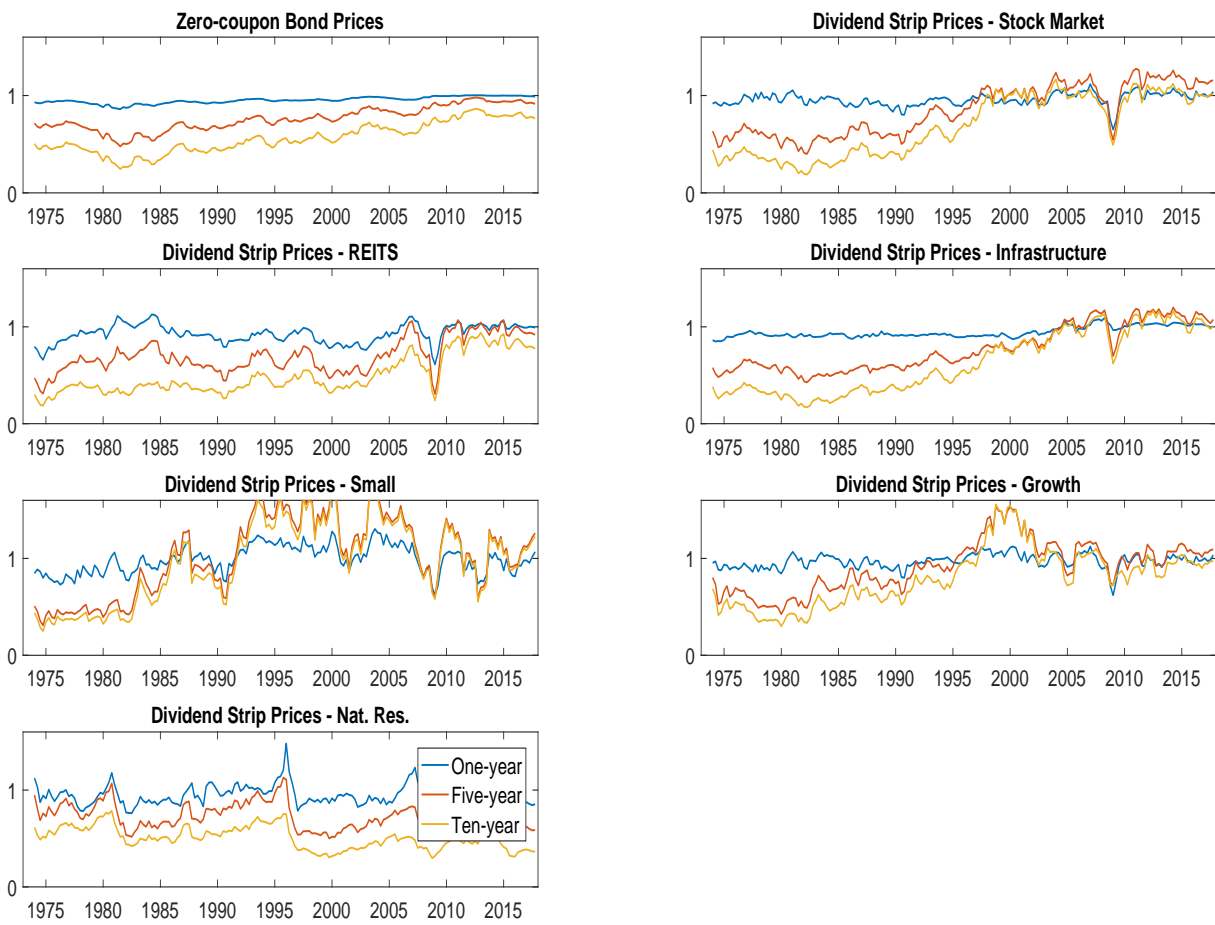 Zero-coupon Bond Prices
1
0
1975 1980 1985 1990 1995 2000 2005 2010 2015
Dividend Strip Prices - Stock Market
1
0
1975 1980 1985 1990 1995 2000 2005 2010 2015
Dividend Strip Prices - REITS
1
0
1975 1980 1985 1990 1995 2000 2005 2010 2015
Dividend Strip Prices - Infrastructure
1
0
1975 1980 1985 1990 1995 2000 2005 2010 2015
Dividend Strip Prices - Small
1
0
1975 1980 1985 1990 1995 2000 2005 2010 2015
Dividend Strip Prices - Growth
1
0
1975 1980 1985 1990 1995 2000 2005 2010 2015
Dividend Strip Prices - Nat. Res.
1
0
1975 1980 1985 1990 1995 2000 2005 2010 2015
One-year
Five-year
Ten-year